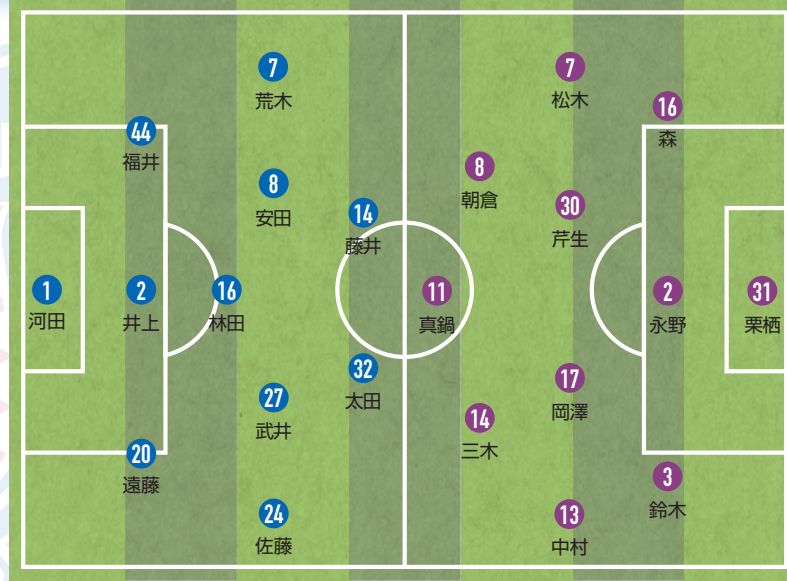 7
荒木
44
福井
8
安田
14
藤井
1
河田
2
井上
16
林田
32
太田
27
武井
20
遠藤
24
佐藤
7
松木
16
森
8
朝倉
30
芹生
11
真鍋
2
永野
31
栗栖
17
岡澤
14
三木
3
鈴木
13
中村